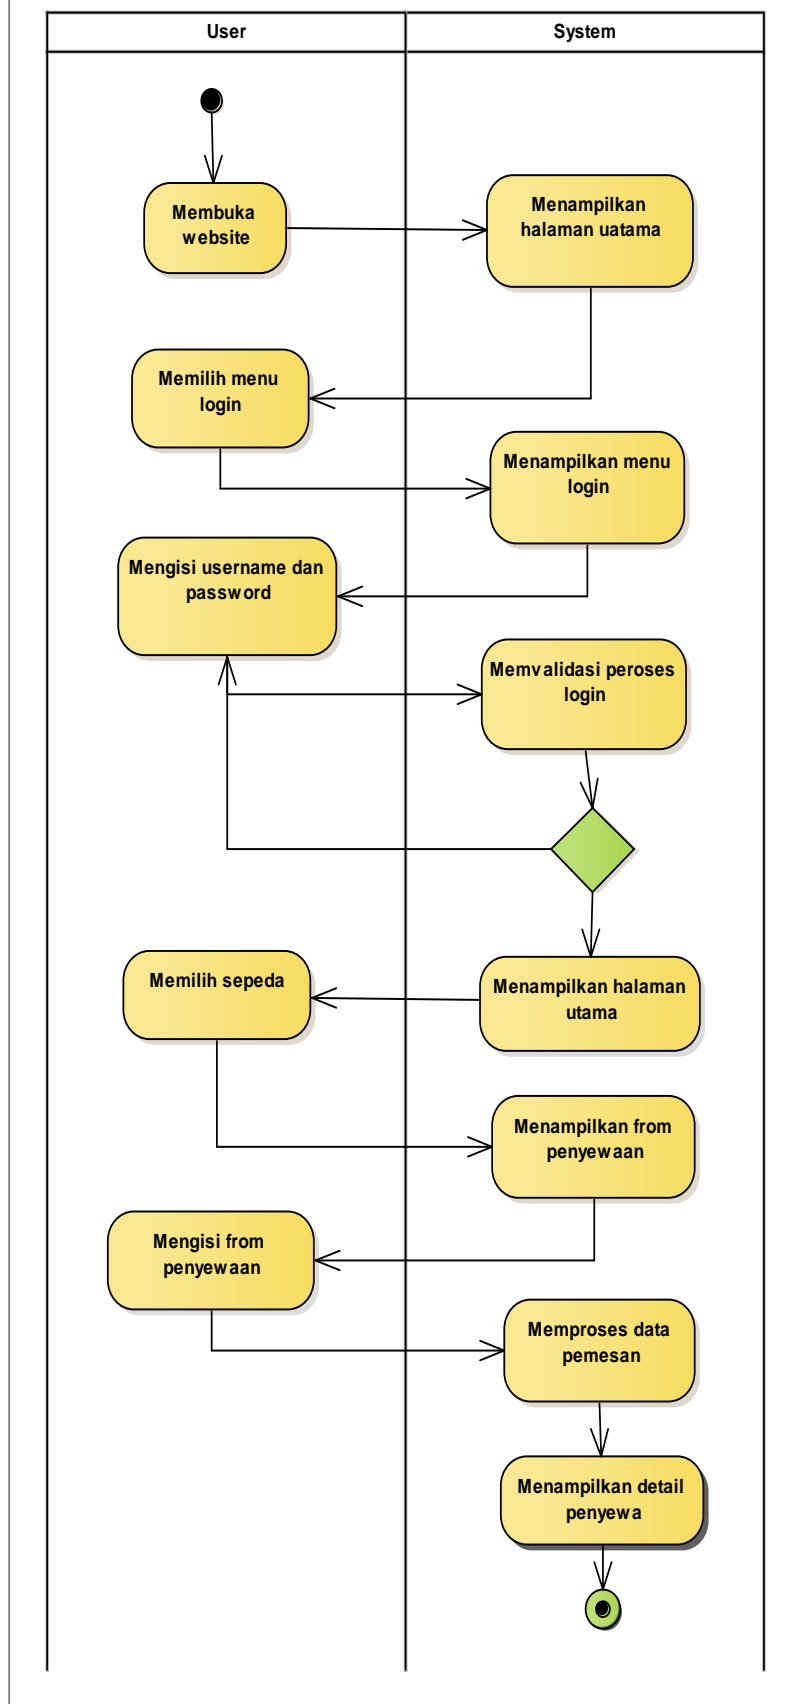 User
System
Membuka
website
Menampilkan
halaman uatama
Memilih menu
login
Menampilkan menu
login
Mengisi username dan
password
Memvalidasi peroses
login
Menampilkan halaman
utama
Memilih sepeda
Menampilkan from
penyewaan
Mengisi from
penyewaan
Memproses data
pemesan
Menampilkan detail
penyewa